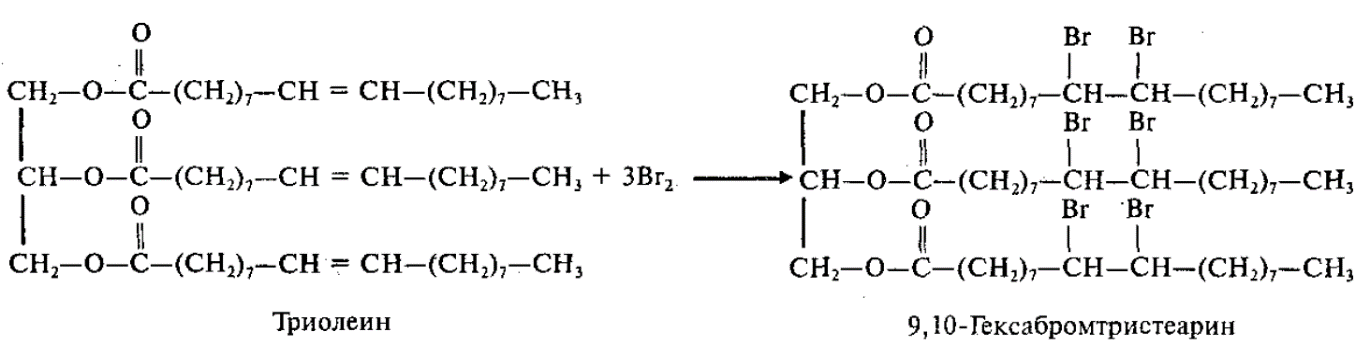 O O Br Br
CH₂—O—C—(CH₂)₇—CH = CH—(CH₂)₇—CH₃ CH₂—O—C—(CH₂)₇—CH—CH—(CH₂)₇—CH₃
O O Br Br
CH—O—C—(CH₂)₇—CH = CH—(CH₂)₇—CH₃ + 3Br₂ CH—O—C—(CH₂)₇—CH—CH—(CH₂)₇—CH₃
O O Br Br
CH₂—O—C—(CH₂)₇—CH = CH—(CH₂)₇—CH₃ CH₂—O—C—(CH₂)₇—CH—CH—(CH₂)₇—CH₃
Триолеин 9,10-Гексабромтристеарин